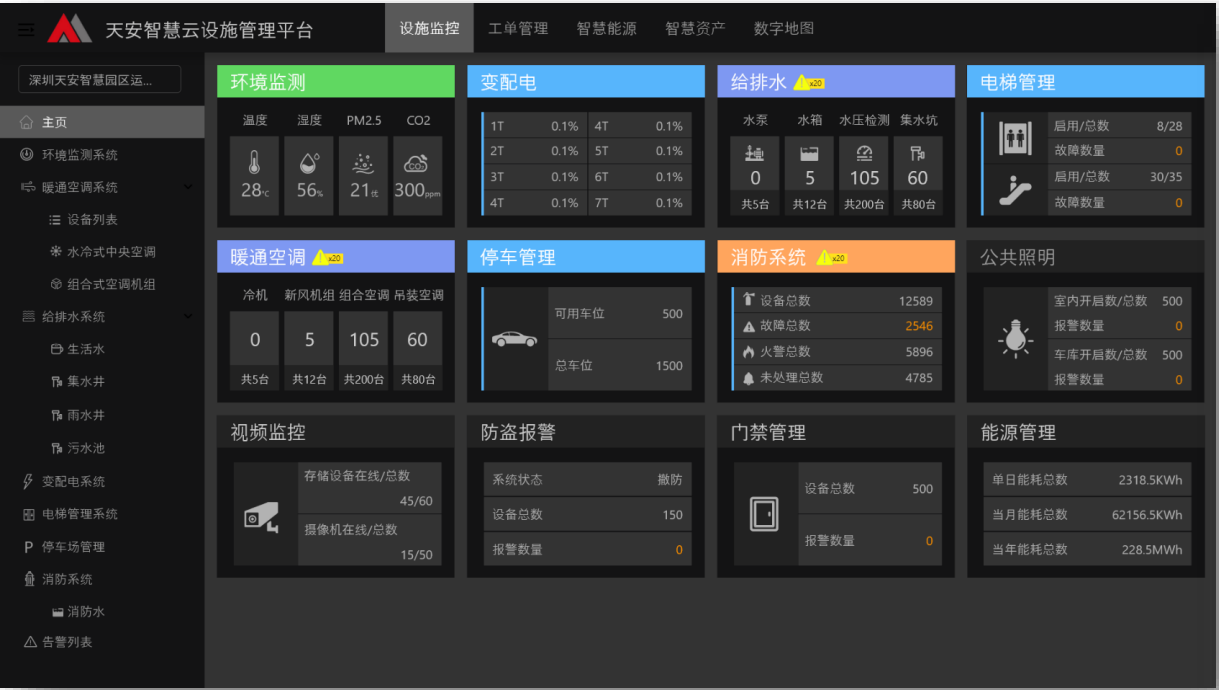 天安智慧云设施管理平台
设施监控 工单管理 智慧能源 智慧资产 数字地图
深圳天安智慧园区运...
主页
环境监测系统
暖通空调系统
设备列表
水冷式中央空调
组合式空调机组
给排水系统
生活水
集水井
雨水井
污水池
变配电系统
电梯管理系统
P 停车场管理
消防系统
消防水
告警列表
环境监测
温度 湿度 PM2.5 CO2
28℃ 56% 21优 300ppm
变配电
1T 0.1% 4T 0.1%
2T 0.1% 5T 0.1%
3T 0.1% 6T 0.1%
4T 0.1% 7T 0.1%
给排水 x20
水泵 水箱 水压检测 集水坑
0 5 105 60
共5台 共12台 共200台 共80台
电梯管理
启用/总数 8/28
故障数量 0
启用/总数 30/35
故障数量 0
暖通空调 x20
冷机 新风机组 组合空调 吊装空调
0 5 105 60
共5台 共12台 共200台 共80台
停车管理
可用车位 500
总车位 1500
消防系统 x20
设备总数 12589
故障总数 2546
火警总数 5896
未处理总数 4785
公共照明
室内开启数/总数 500
报警数量 0
车库开启数/总数 500
报警数量 0
视频监控
存储设备在线/总数
45/60
摄像机在线/总数
15/50
防盗报警
系统状态 撤防
设备总数 150
报警数量 0
门禁管理
设备总数 500
报警数量 0
能源管理
单日能耗总数 2318.5KWh
当月能耗总数 62156.5KWh
当年能耗总数 228.5MWh